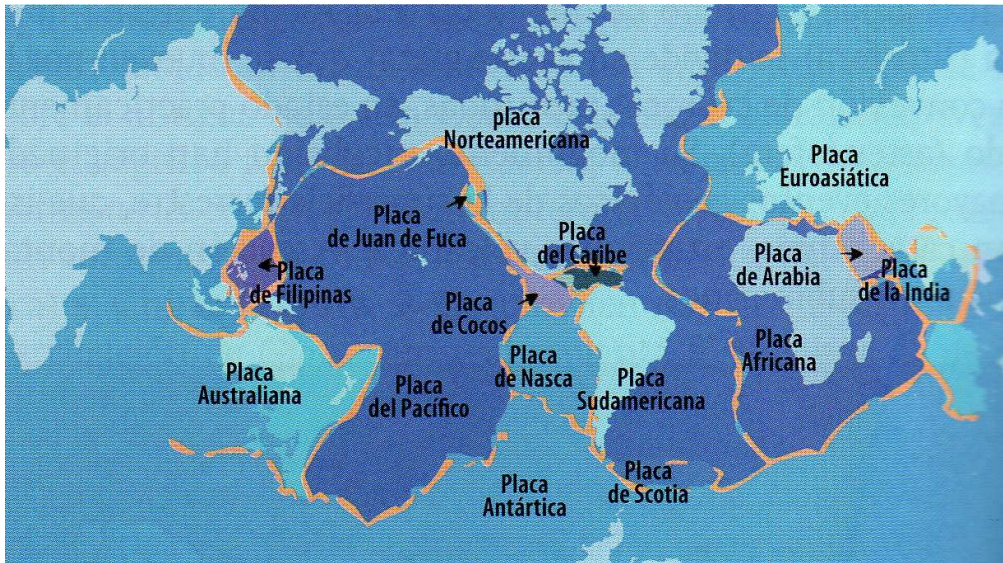 placa
Norteamericana
Placa
Euroasiática
Placa
de Juan de Fuca
Placa
del Caribe
Placa
de Arabia
Placa
de la India
Placa
de Filipinas
Placa
de Cocos
Placa
Africana
Placa
de Nasca
Placa
Australiana
Placa
del Pacífico
Placa
Sudamericana
Placa
de Scotia
Placa
Antártica